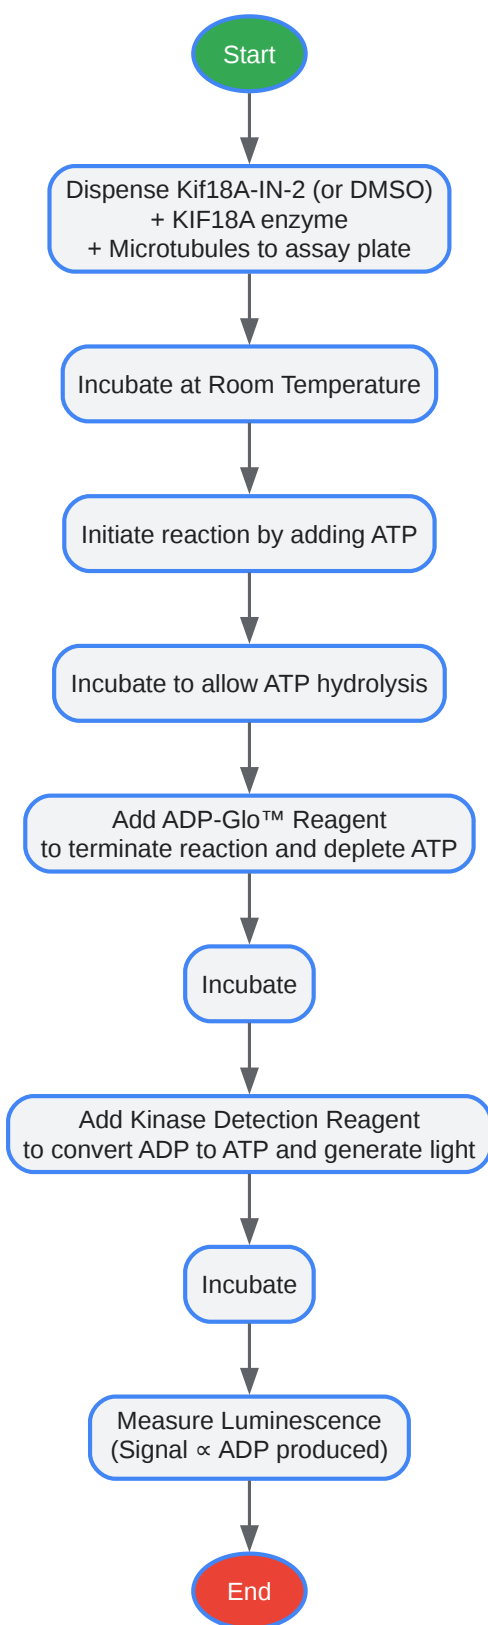 Start
Dispense Kif18A-IN-2 (or DMSO)
+ KIF18A enzyme
+ Microtubules to assay plate
Incubate at Room Temperature
Initiate reaction by adding ATP
Incubate to allow ATP hydrolysis
Add ADP-Glo™ Reagent
to terminate reaction and deplete ATP
Incubate
Add Kinase Detection Reagent
to convert ADP to ATP and generate light
Incubate
Measure Luminescence
(Signal ∝ ADP produced)
End